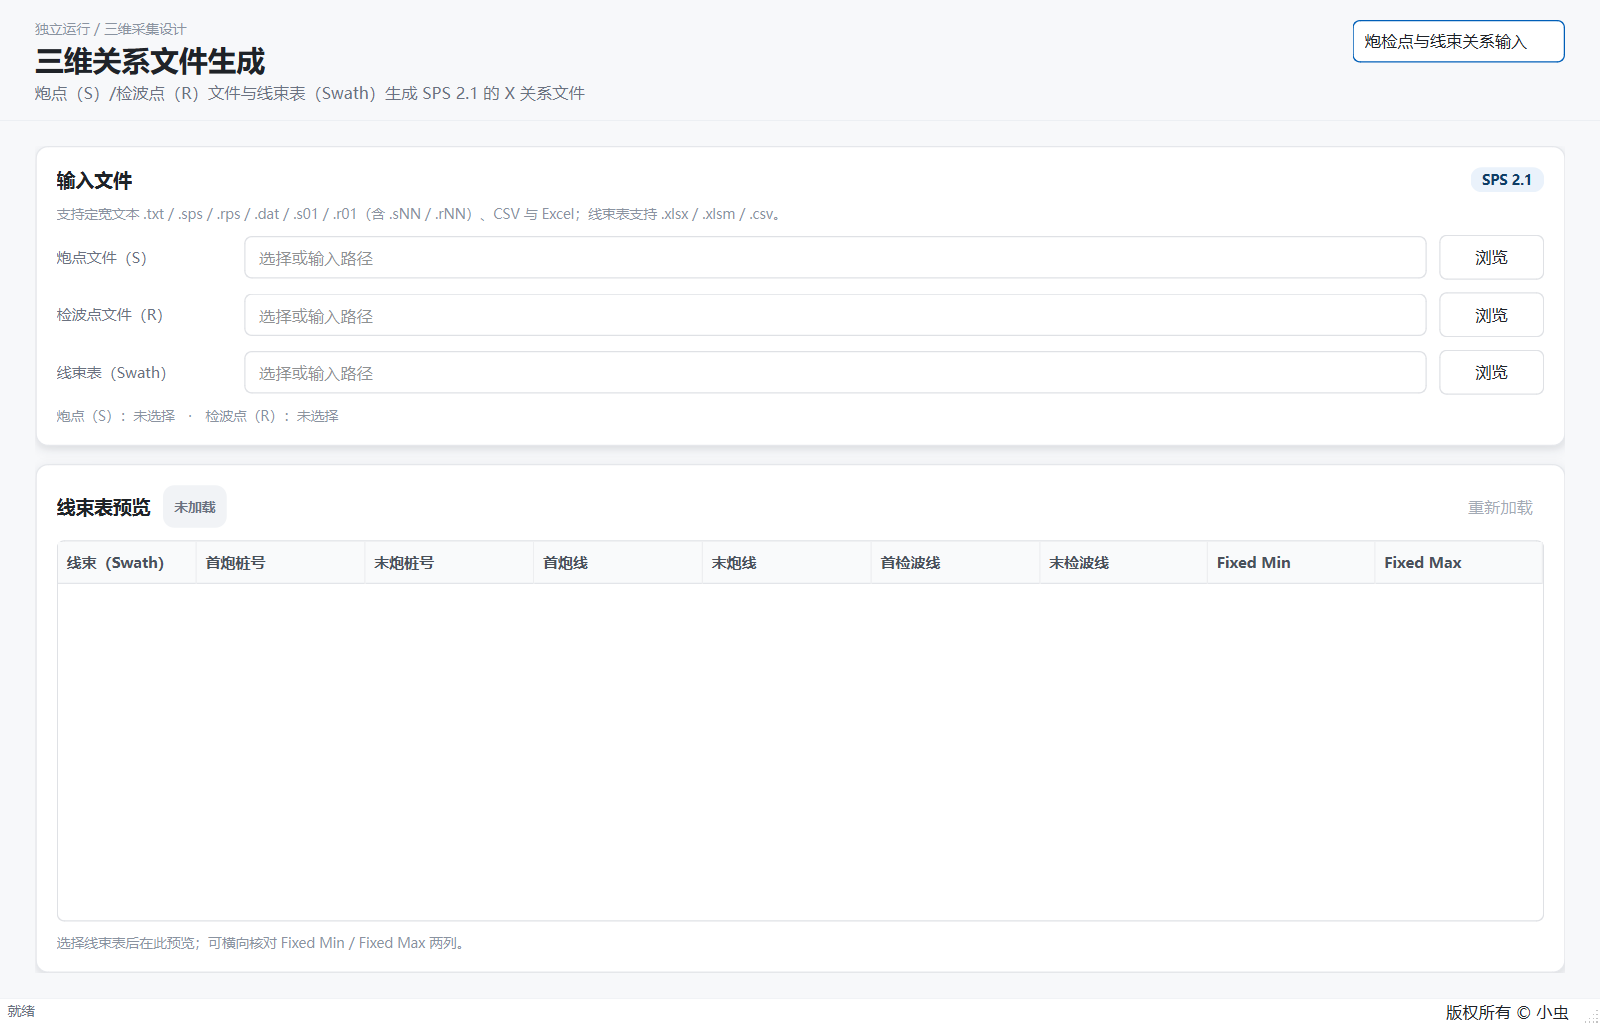 独立运行 / 三维采集设计
三维关系文件生成
炮点（S）/检波点（R）文件与线束表（Swath）生成 SPS 2.1 的 X 关系文件
炮检点与线束关系输入
输入文件
SPS 2.1
支持定宽文本 .txt / .sps / .rps / .dat / .s01 / .r01（含 .sNN / .rNN）、CSV 与 Excel；线束表支持 .xlsx / .xlsm / .csv。
炮点文件（S）
选择或输入路径
浏览
检波点文件（R）
选择或输入路径
浏览
线束表（Swath）
选择或输入路径
浏览
炮点（S）：未选择 · 检波点（R）：未选择
线束表预览
未加载
重新加载
线束（Swath） 首炮桩号 末炮桩号 首炮线 末炮线 首检波线 末检波线 Fixed Min Fixed Max
选择线束表后在此预览；可横向核对 Fixed Min / Fixed Max 两列。
就绪
版权所有 © 小虫